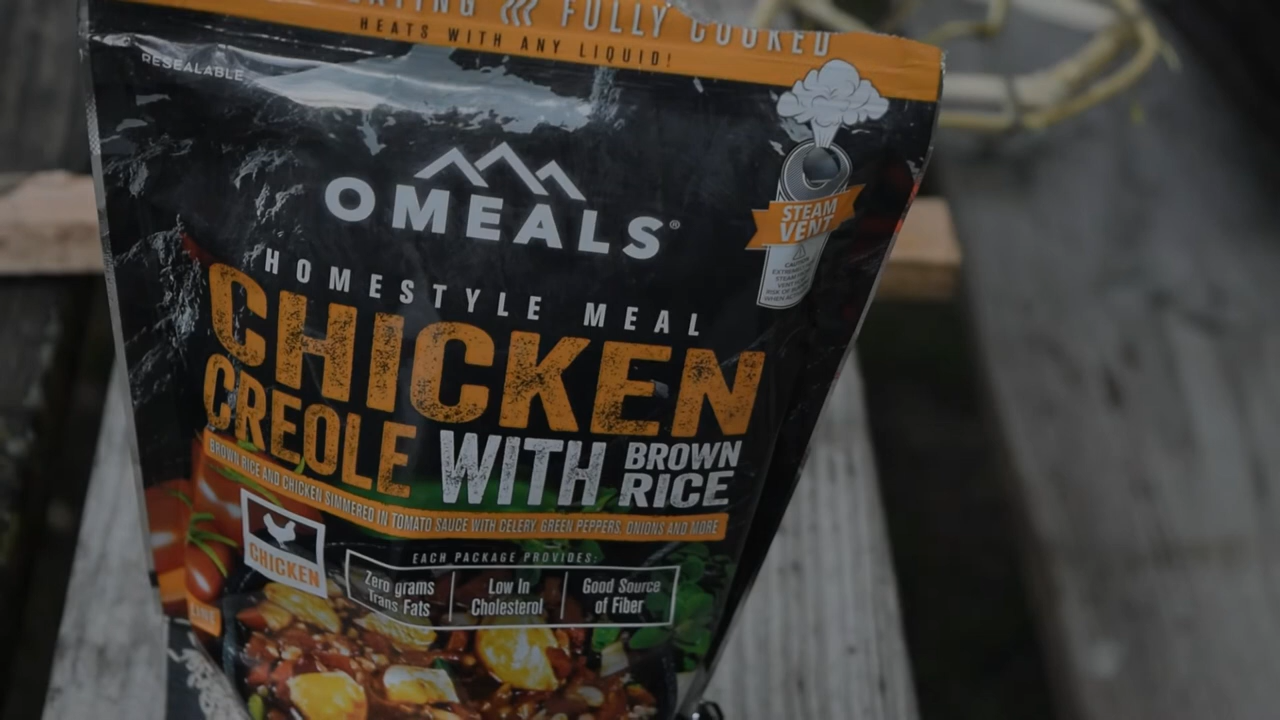 HEATING FULLY COOKED
HEATS WITH ANY LIQUID!
RESEALABLE
OMEALS®
STEAM
VENT
CAUTION
HOMESTYLE MEAL
CHICKEN
CREOLE WITH BROWN
RICE
BROWN RICE AND CHICKEN SIMMERED IN TOMATO SAUCE WITH CELERY, GREEN PEPPERS, ONIONS AND MORE
CHICKEN
EACH PACKAGE PROVIDES:
Zero grams
Trans Fats
Low In
Cholesterol
Good Source
of Fiber